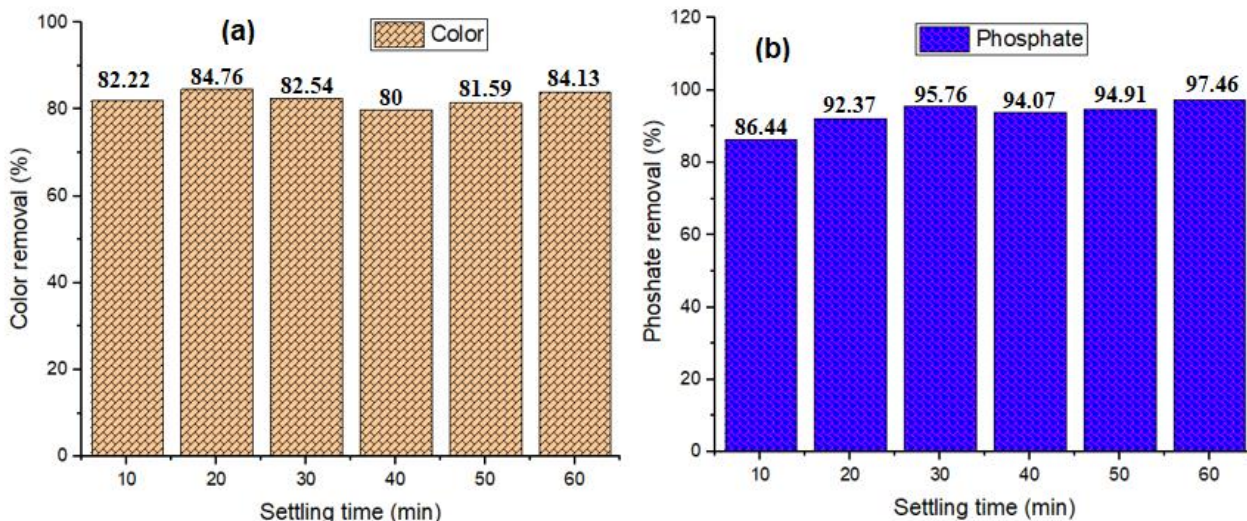 (a)
Color
100
80
60
40
20
0
82.22 84.76 82.54 80 81.59 84.13
Color removal (%)
10 20 30 40 50 60
Settling time (min)
(b)
Phosphate
120
100
80
60
40
20
0
86.44 92.37 95.76 94.07 94.91 97.46
Phoshate removal (%)
10 20 30 40 50 60
Settling time (min)